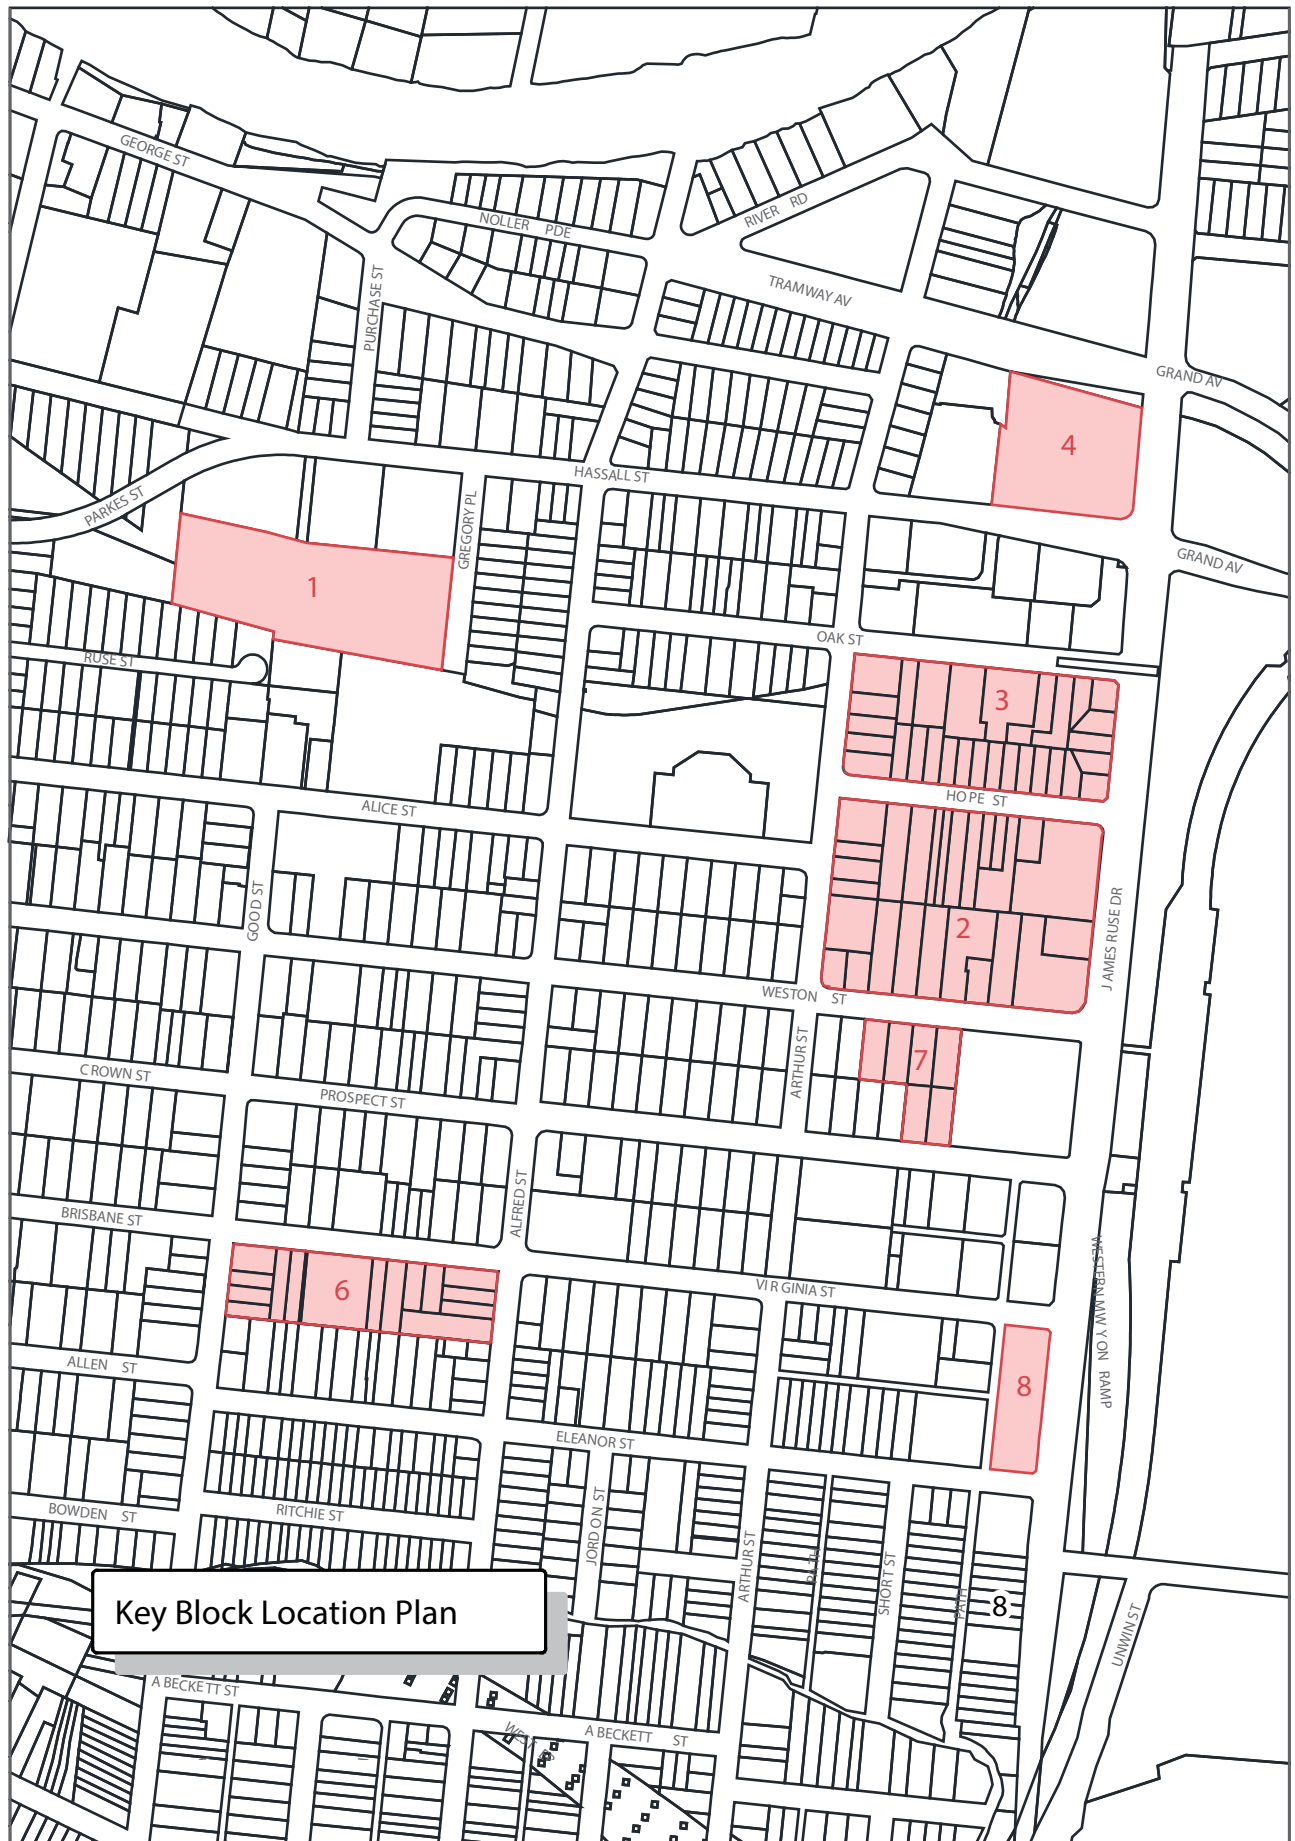 GEORGE ST
NOLLER PDE
RIVER RD
TRAMWAY AV
PURCHASE ST
GRAND AV
4
HASSALL ST
PARKES ST
GREGORY PL
GRAND AV
1
OAK ST
RUSE ST
3
HOPE ST
ALICE ST
GOOD ST
2
JAMES RUSE DR
WESTON ST
ARTHUR ST
7
CROWN ST
PROSPECT ST
ALFRED ST
BRISBANE ST
6
VIRGINIA ST
WESTERN MWY ON RAMP
ALLEN ST
8
ELEANOR ST
BOWDEN ST
RITCHIE ST
JORDON ST
ARTHUR ST
PATH
SHORT ST
PATH
8
Key Block Location Plan
UNWIN ST
A BECKETT ST
A BECKETT ST